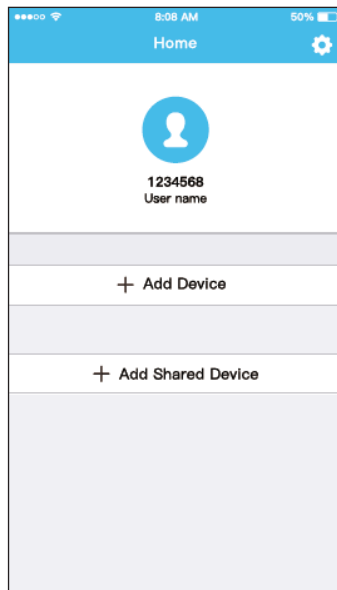 8:08 AM
50%
Home
1234568
User name
+ Add Device
+ Add Shared Device